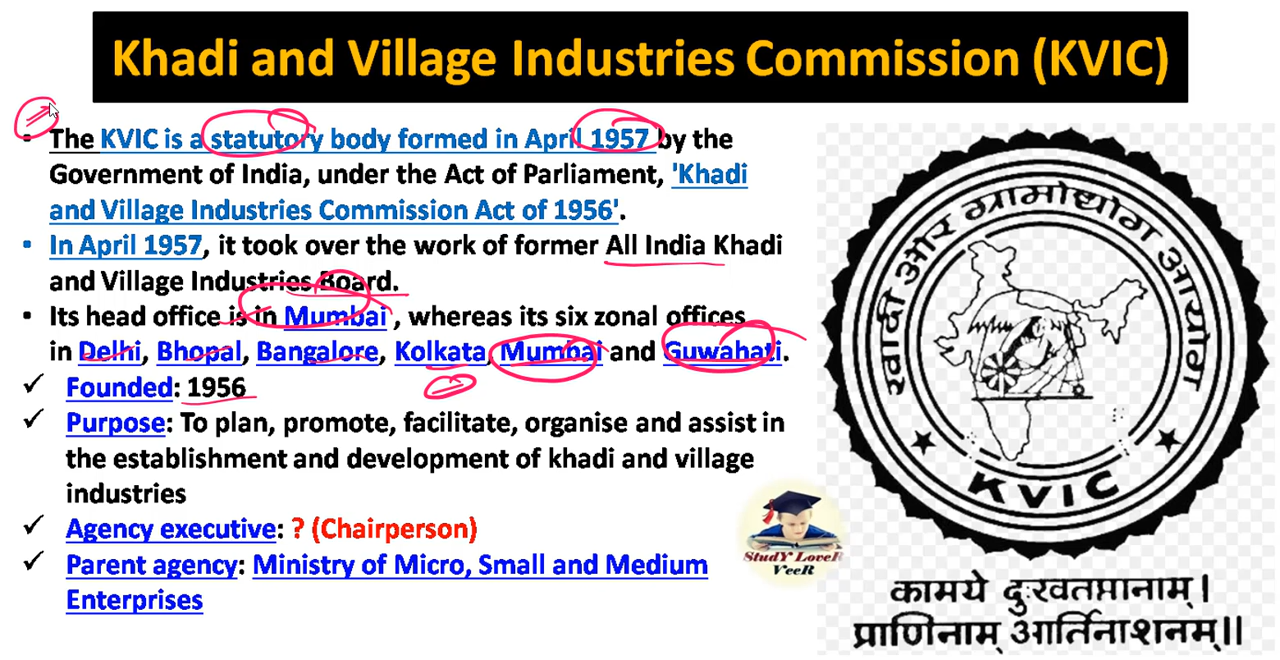 Khadi and Village Industries Commission (KVIC)
• The KVIC is a statutory body formed in April 1957 by the
Government of India, under the Act of Parliament, 'Khadi
and Village Industries Commission Act of 1956'.
• In April 1957, it took over the work of former All India Khadi
and Village Industries Board.
• Its head office is in Mumbai , whereas its six zonal offices
in Delhi, Bhopal, Bangalore, Kolkata, Mumbai and Guwahati.
✓ Founded: 1956
✓ Purpose: To plan, promote, facilitate, organise and assist in
the establishment and development of khadi and village
industries
✓ Agency executive: ? (Chairperson)
✓ Parent agency: Ministry of Micro, Small and Medium
Enterprises
खादी और ग्रामोद्योग आयोग
KVIC
StudY LoveR
VeeR
कामये दुःखतप्तानाम्।
प्राणिनाम् आर्तिनाशनम्॥